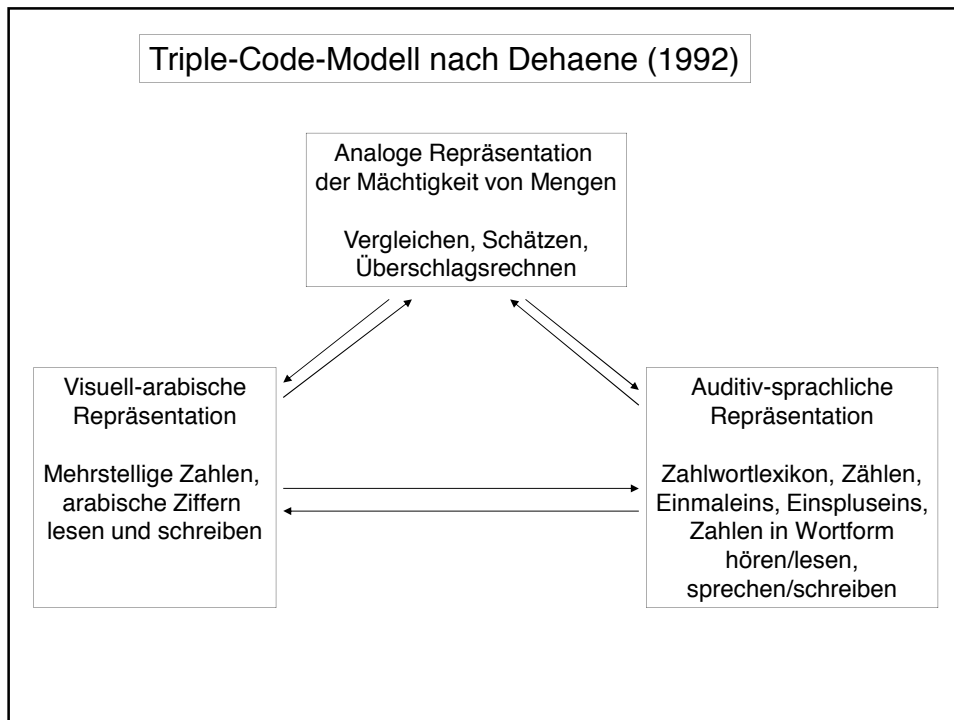 Triple-Code-Modell nach Dehaene (1992)
Analoge Repräsentation
der Mächtigkeit von Mengen
Vergleichen, Schätzen,
Überschlagsrechnen
Visuell-arabische
Repräsentation
Mehrstellige Zahlen,
arabische Ziffern
lesen und schreiben
Auditiv-sprachliche
Repräsentation
Zahlwortlexikon, Zählen,
Einmaleins, Einspluseins,
Zahlen in Wortform
hören/lesen,
sprechen/schreiben